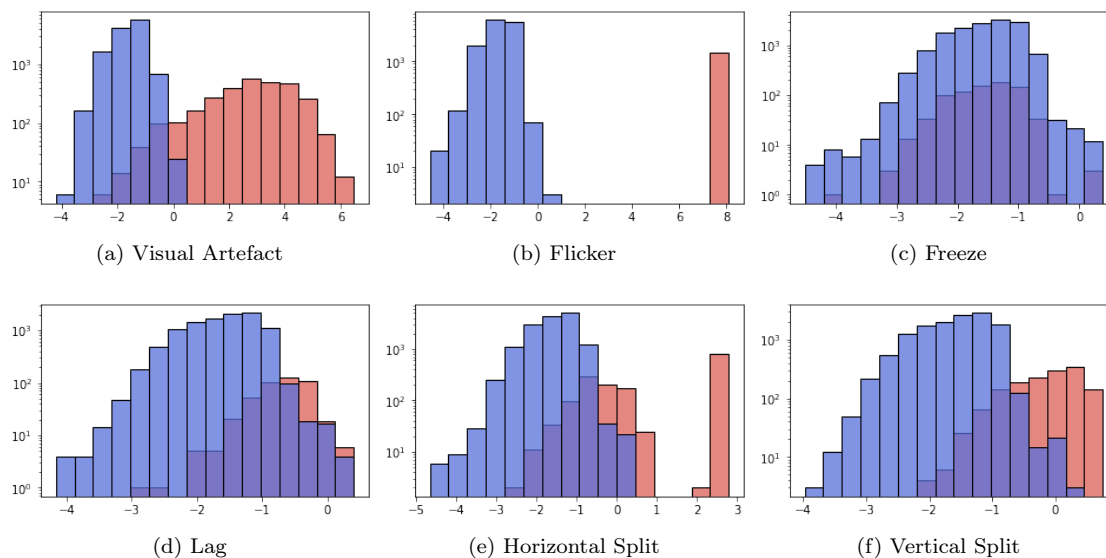 10³
10²
10¹
−4 −2 0 2 4 6
(a) Visual Artefact
10³
10²
10¹
−4 −2 0 2 4 6 8
(b) Flicker
10³
10²
10¹
10⁰
−4 −3 −2 −1 0
(c) Freeze
10³
10²
10¹
10⁰
−4 −3 −2 −1 0
(d) Lag
10³
10²
10¹
−5 −4 −3 −2 −1 0 1 2 3
(e) Horizontal Split
10³
10²
10¹
−4 −3 −2 −1 0
(f) Vertical Split